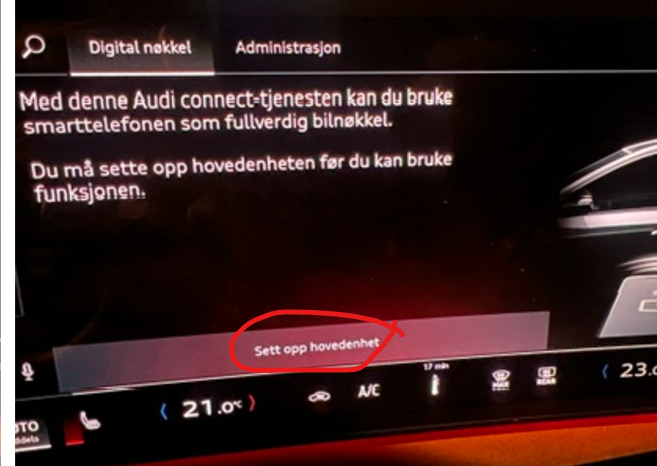 Digital nøkkel
Administrasjon
Med denne Audi connect-tjenesten kan du bruke
smarttelefonen som fullverdig bilnøkkel.
Du må sette opp hovedenheten før du kan bruke
funksjonen.
Sett opp hovedenhet
17 min
21.0°C
A/C
MAX
REAR
23.